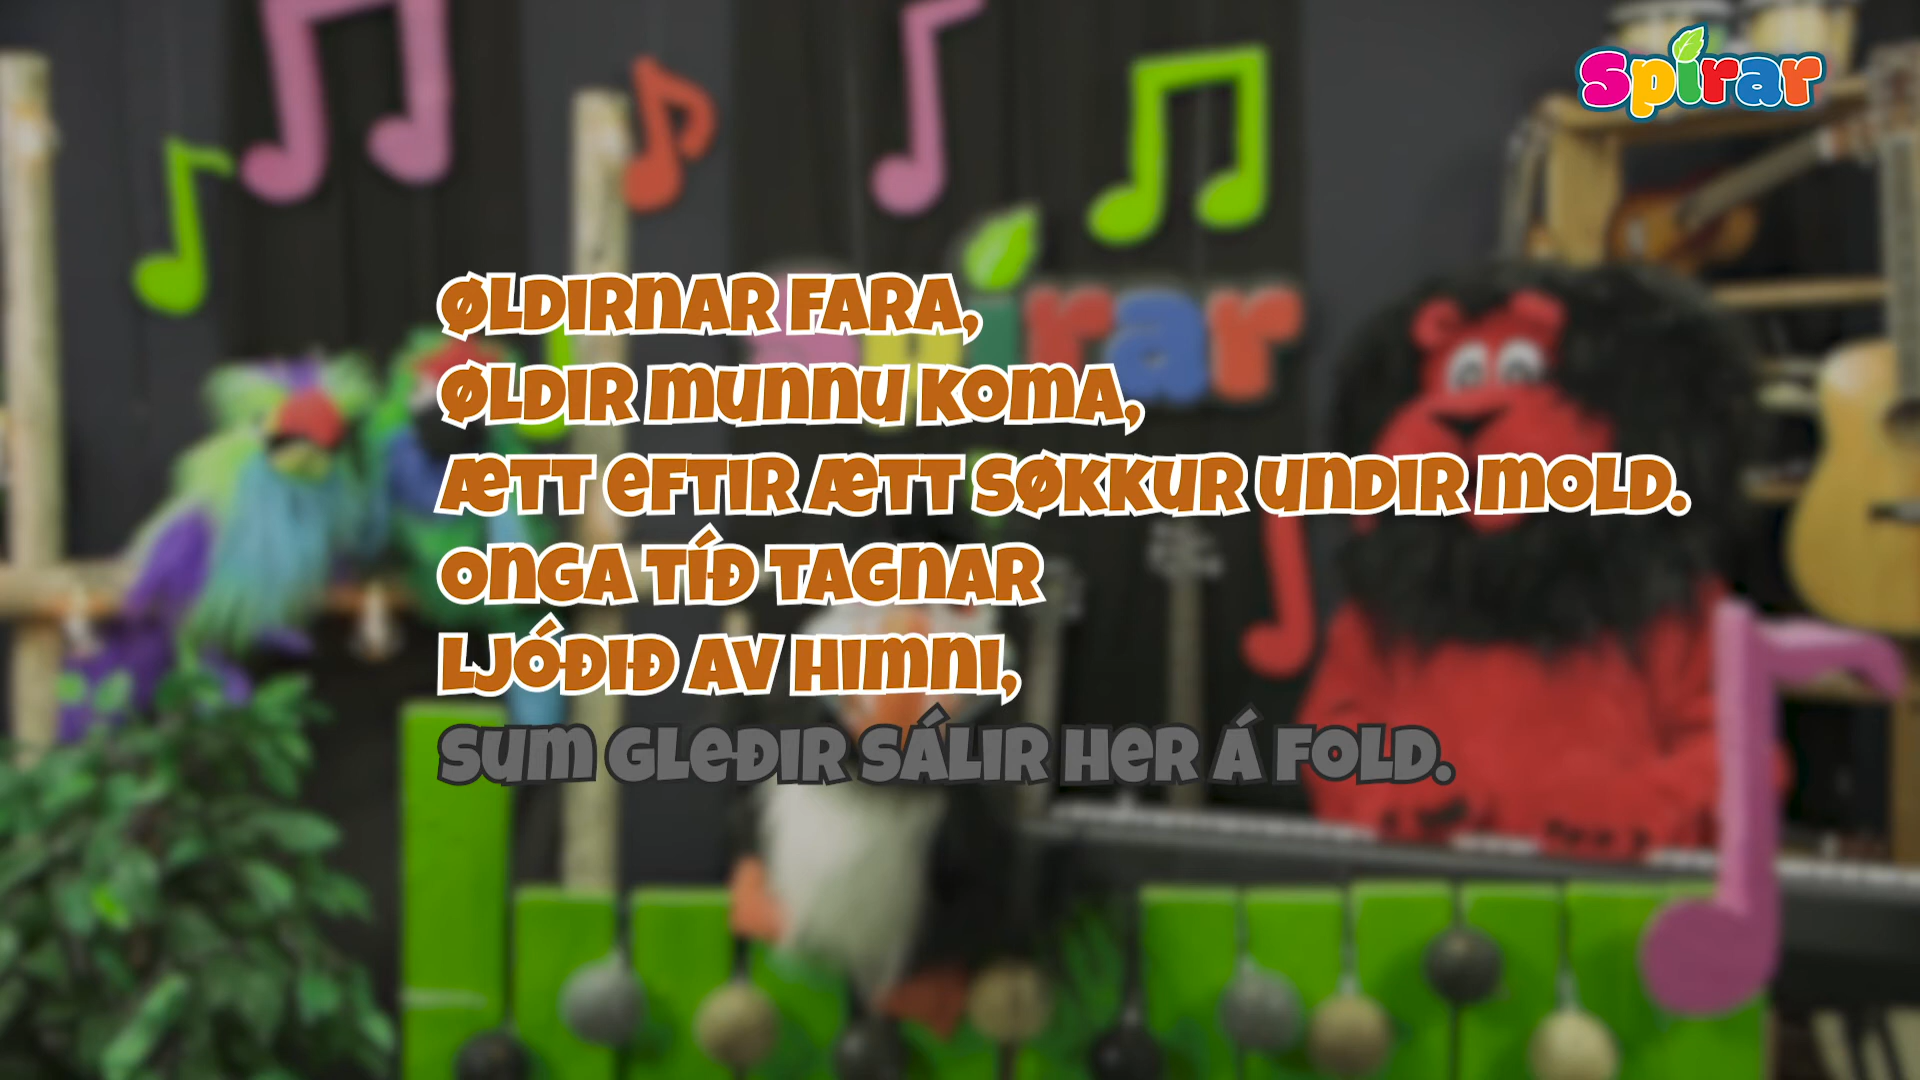 Spírar
ØLDIRNAR FARA,
ØLDIR MUNNU KOMA,
ÆTT EFTIR ÆTT SØKKUR UNDIR MOLD.
ONGA TÍÐ TAGNAR
LJÓÐIÐ AV HIMNI,
SUM GLEÐIR SÁLIR HER Á FOLD.
spírar